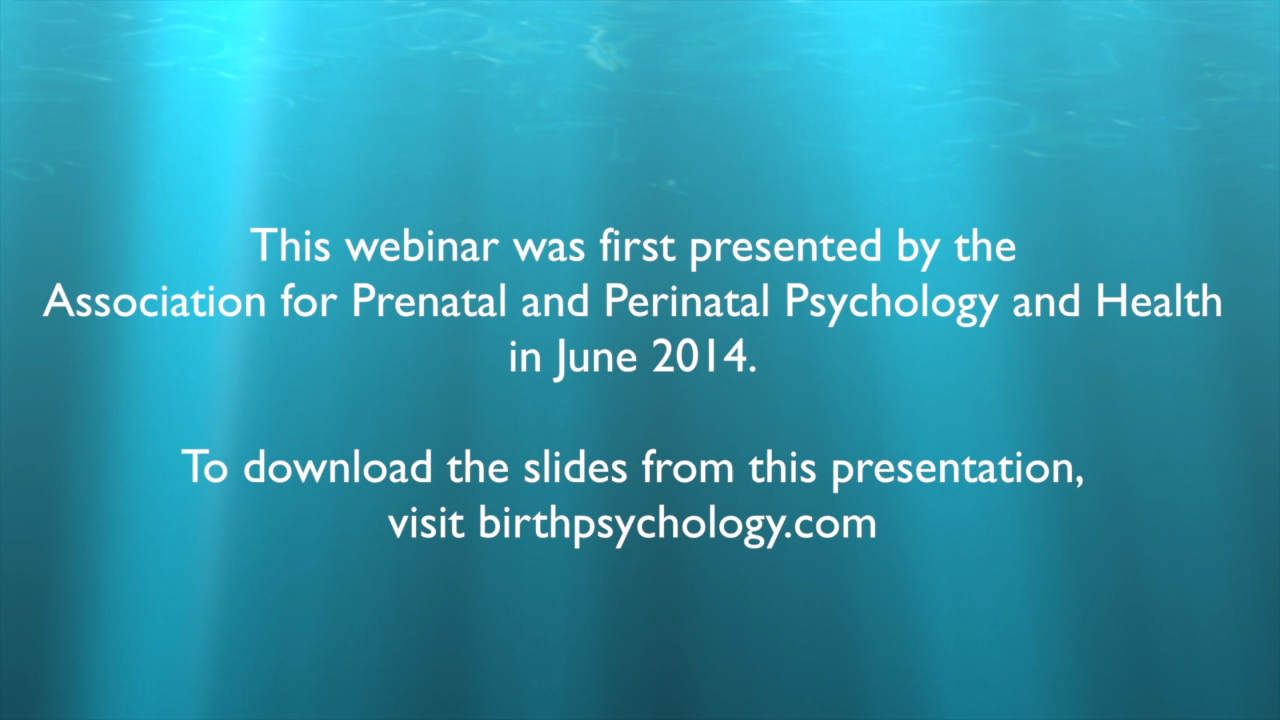 This webinar was first presented by the
Association for Prenatal and Perinatal Psychology and Health
in June 2014.
To download the slides from this presentation,
visit birthpsychology.com